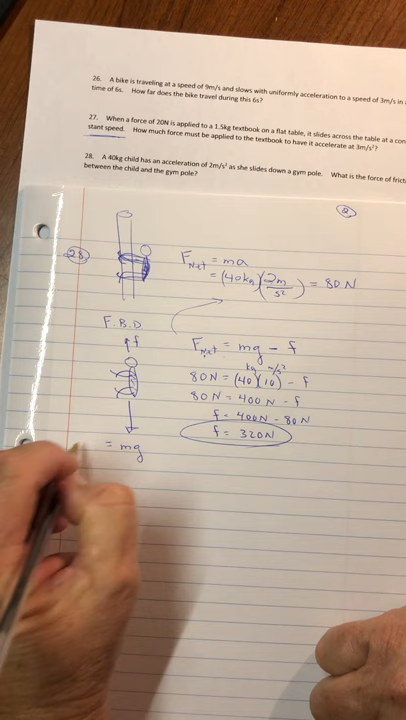 26. A bike is traveling at a speed of 9m/s and slows with uniformly acceleration to a speed of 3m/s in a
time of 6s. How far does the bike travel during this 6s?
27. When a force of 20N is applied to a 1.5kg textbook on a flat table, it slides across the table at a con
stant speed. How much force must be applied to the textbook to have it accelerate at 3m/s²?
28. A 40kg child has an acceleration of 2m/s² as she slides down a gym pole. What is the force of frict
between the child and the gym pole?
28
FNet = ma
= (40kg)(2m/s²) = 80N
F.B.D
f
FNet = mg - f
80N = (40kg)(10m/s²) - f
80N = 400N - f
f = 400N - 80N
f = 320N
= mg